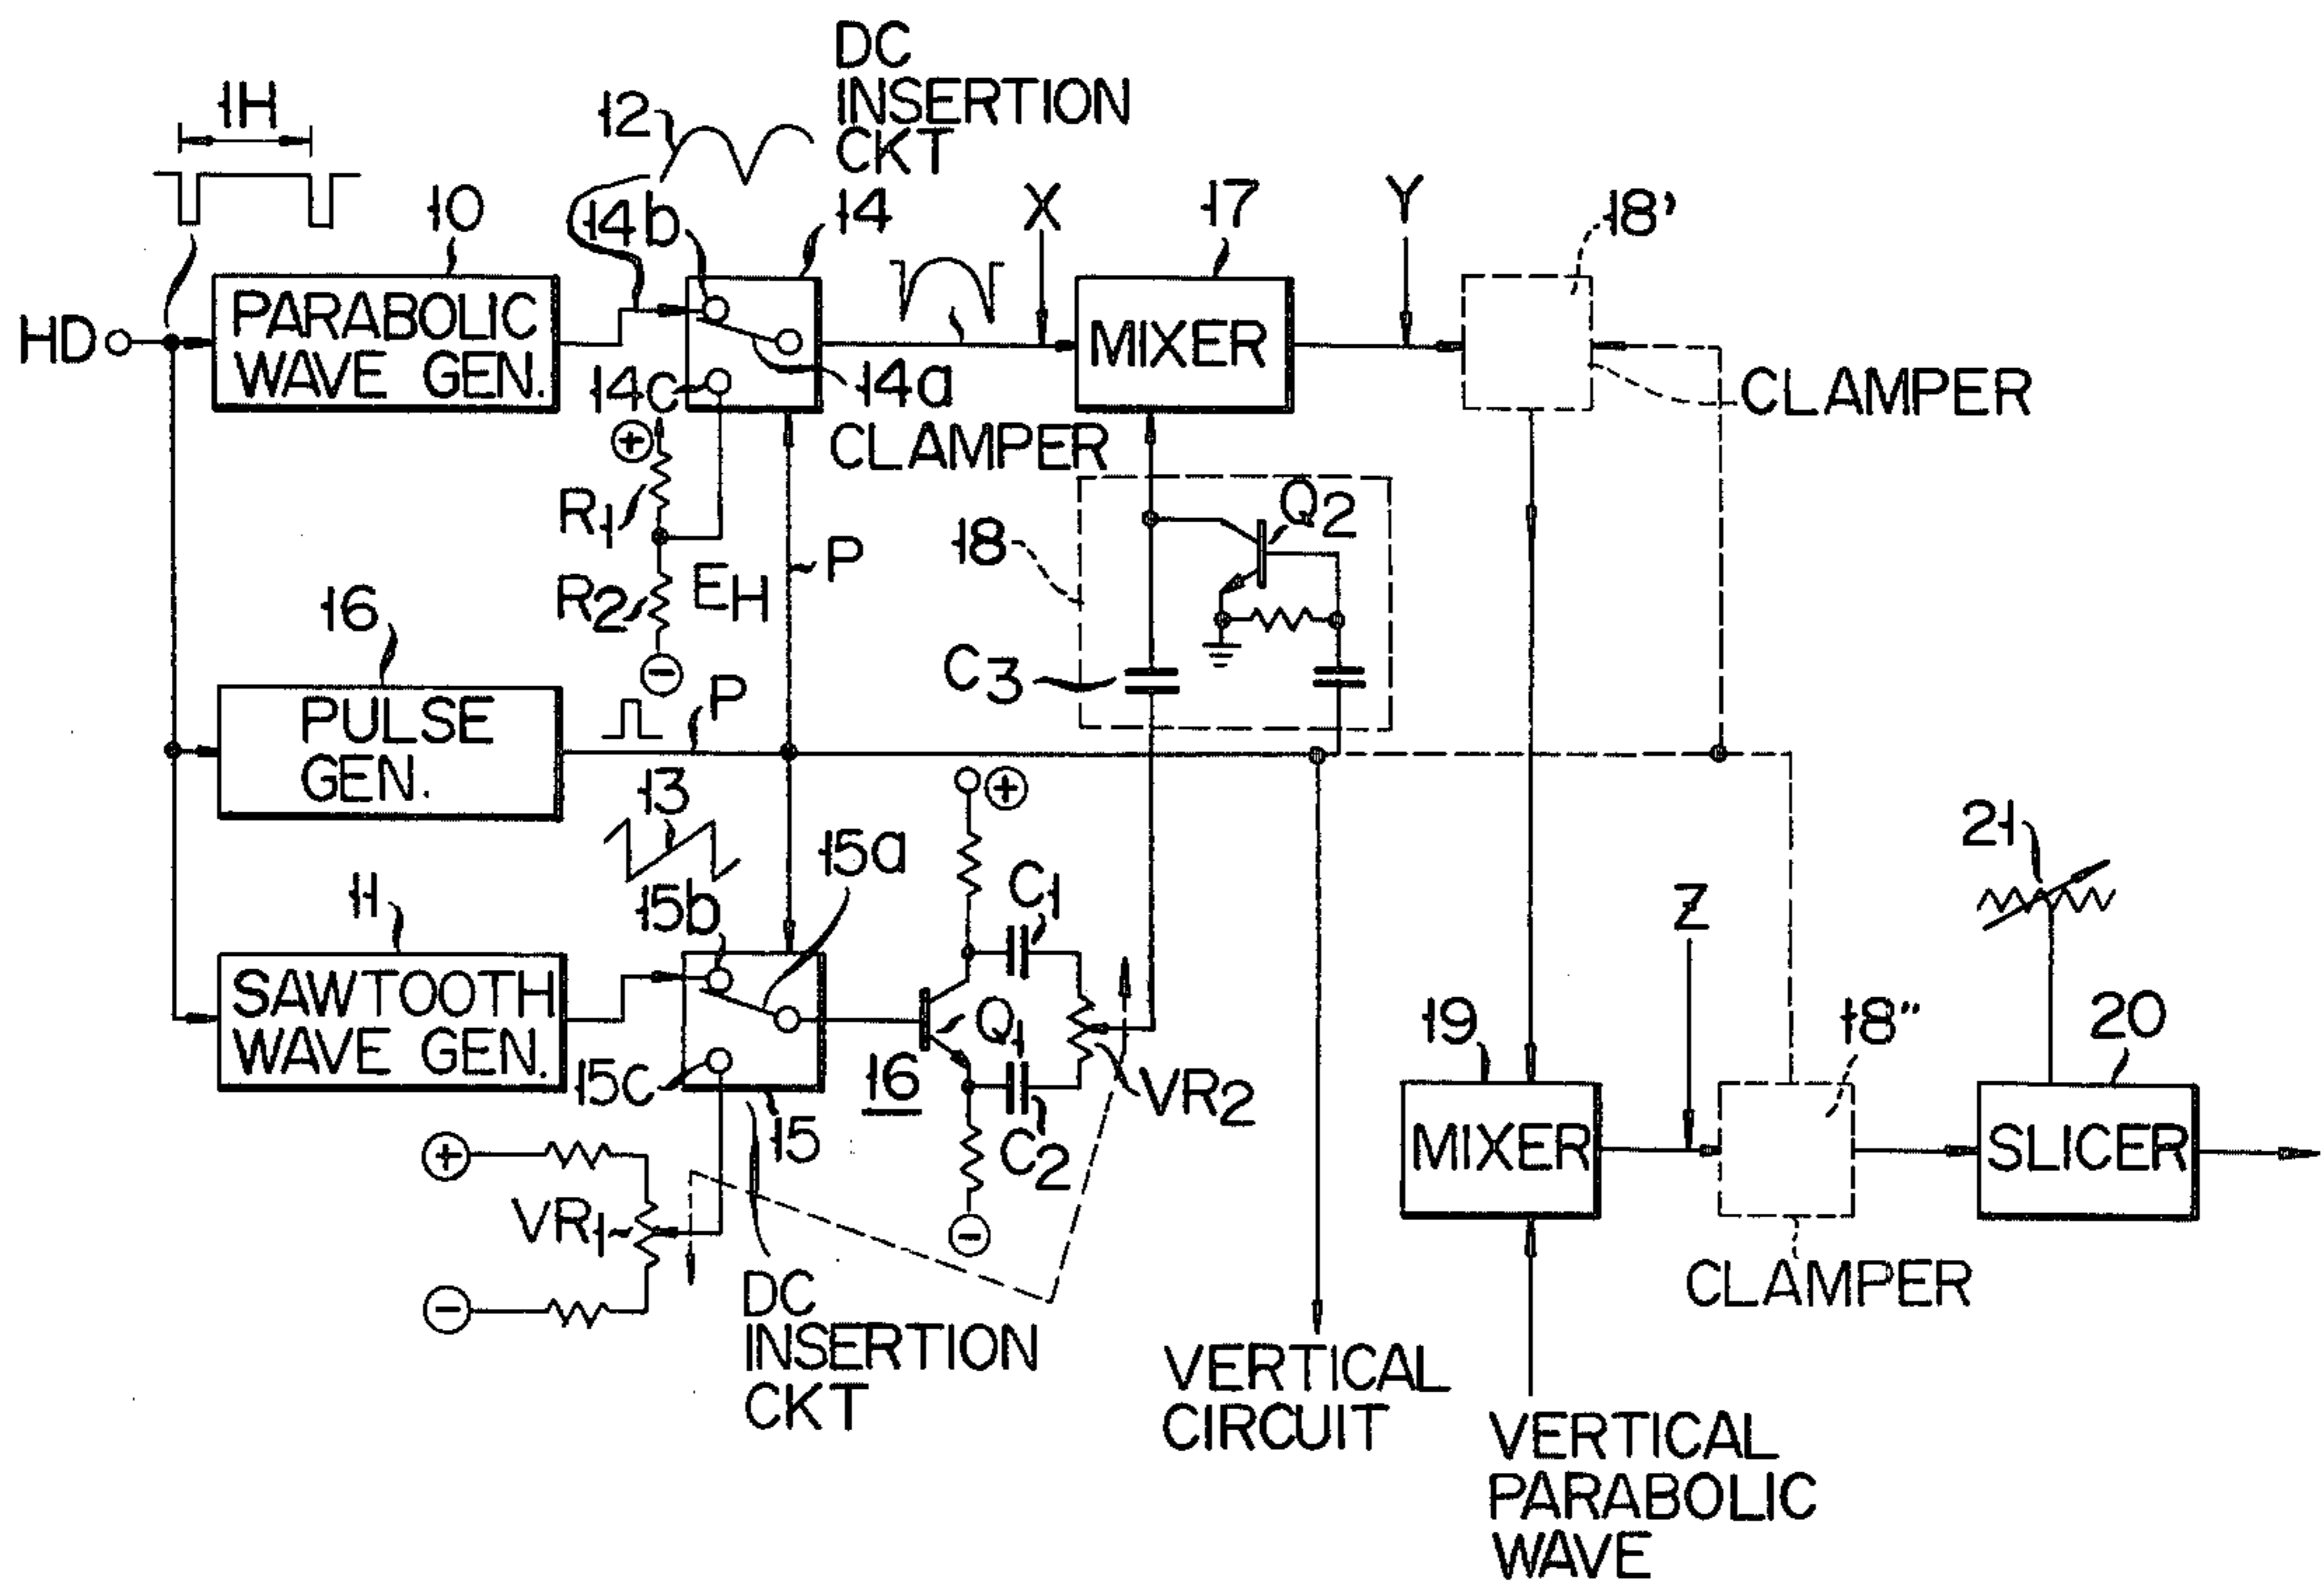 DC
INSERTION
CKT
1H
12
10
14b
14
X
17
Y
18'
HD
PARABOLIC
WAVE GEN.
MIXER
14c
14a
CLAMPER
CLAMPER
+
R1
Q2
18
P
EH
R2
16
C3
−
PULSE
GEN.
P
13
+
15a
21
C1
15b
Z
11
SAWTOOTH
WAVE GEN.
Q1
19
18"
20
15c
16
VR2
15
C2
MIXER
SLICER
+
VR1
−
CLAMPER
−
DC
INSERTION
CKT
VERTICAL
CIRCUIT
VERTICAL
PARABOLIC
WAVE